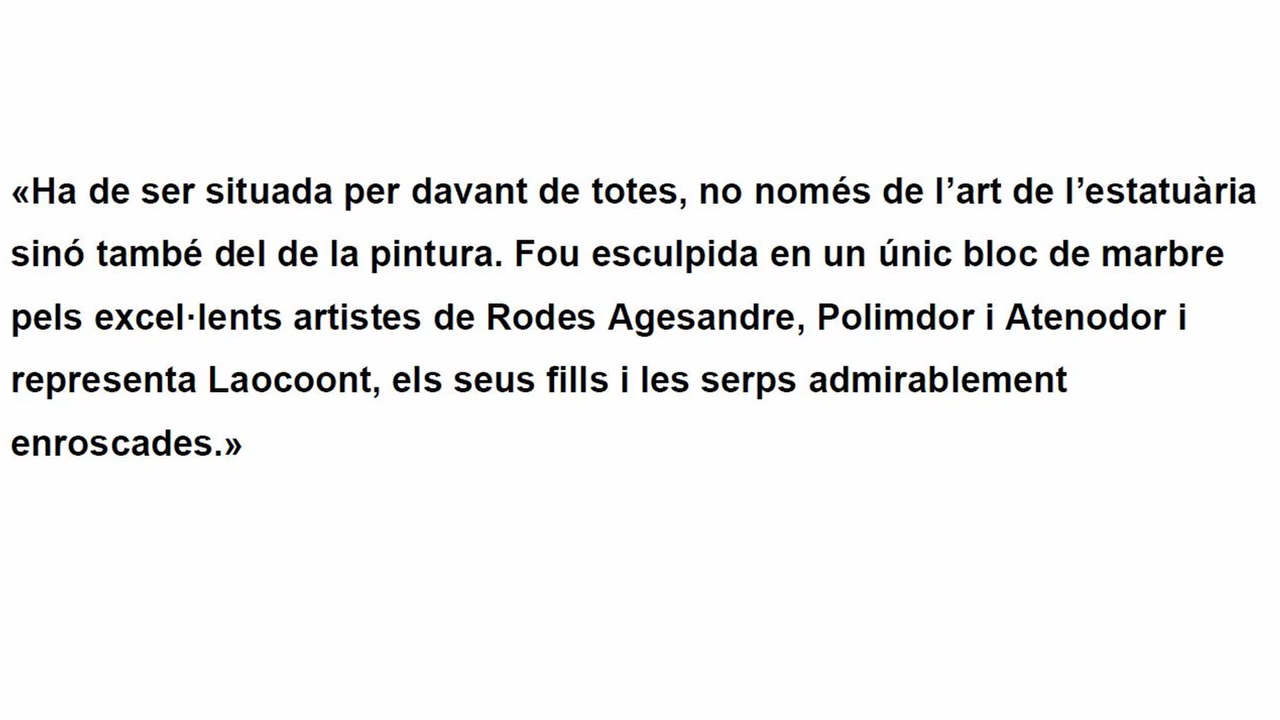 «Ha de ser situada per davant de totes, no només de l’art de l’estatuària
sinó també del de la pintura. Fou esculpida en un únic bloc de marbre
pels excel·lents artistes de Rodes Agesandre, Polimdor i Atenodor i
representa Laocoont, els seus fills i les serps admirablement
enroscades.»